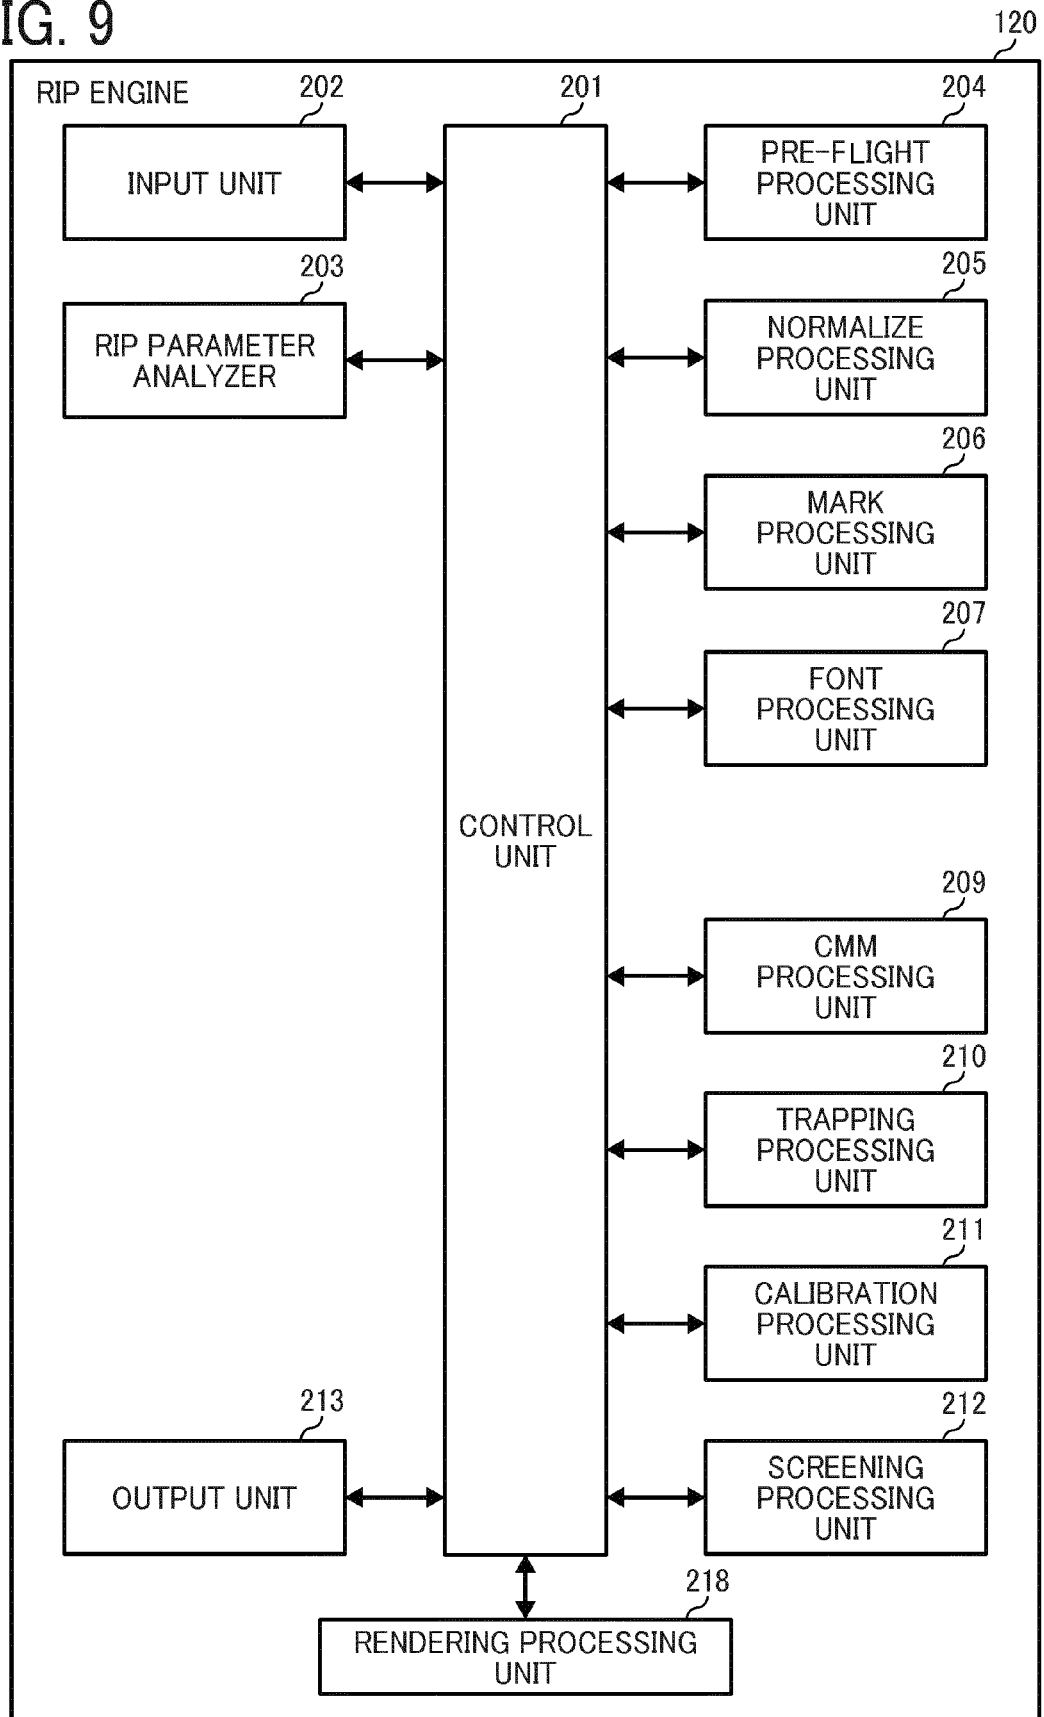 IG. 9
120
RIP ENGINE
202
INPUT UNIT
203
RIP PARAMETER
ANALYZER
201
CONTROL
UNIT
204
PRE-FLIGHT
PROCESSING
UNIT
205
NORMALIZE
PROCESSING
UNIT
206
MARK
PROCESSING
UNIT
207
FONT
PROCESSING
UNIT
209
CMM
PROCESSING
UNIT
210
TRAPPING
PROCESSING
UNIT
211
CALIBRATION
PROCESSING
UNIT
213
OUTPUT UNIT
212
SCREENING
PROCESSING
UNIT
218
RENDERING PROCESSING
UNIT